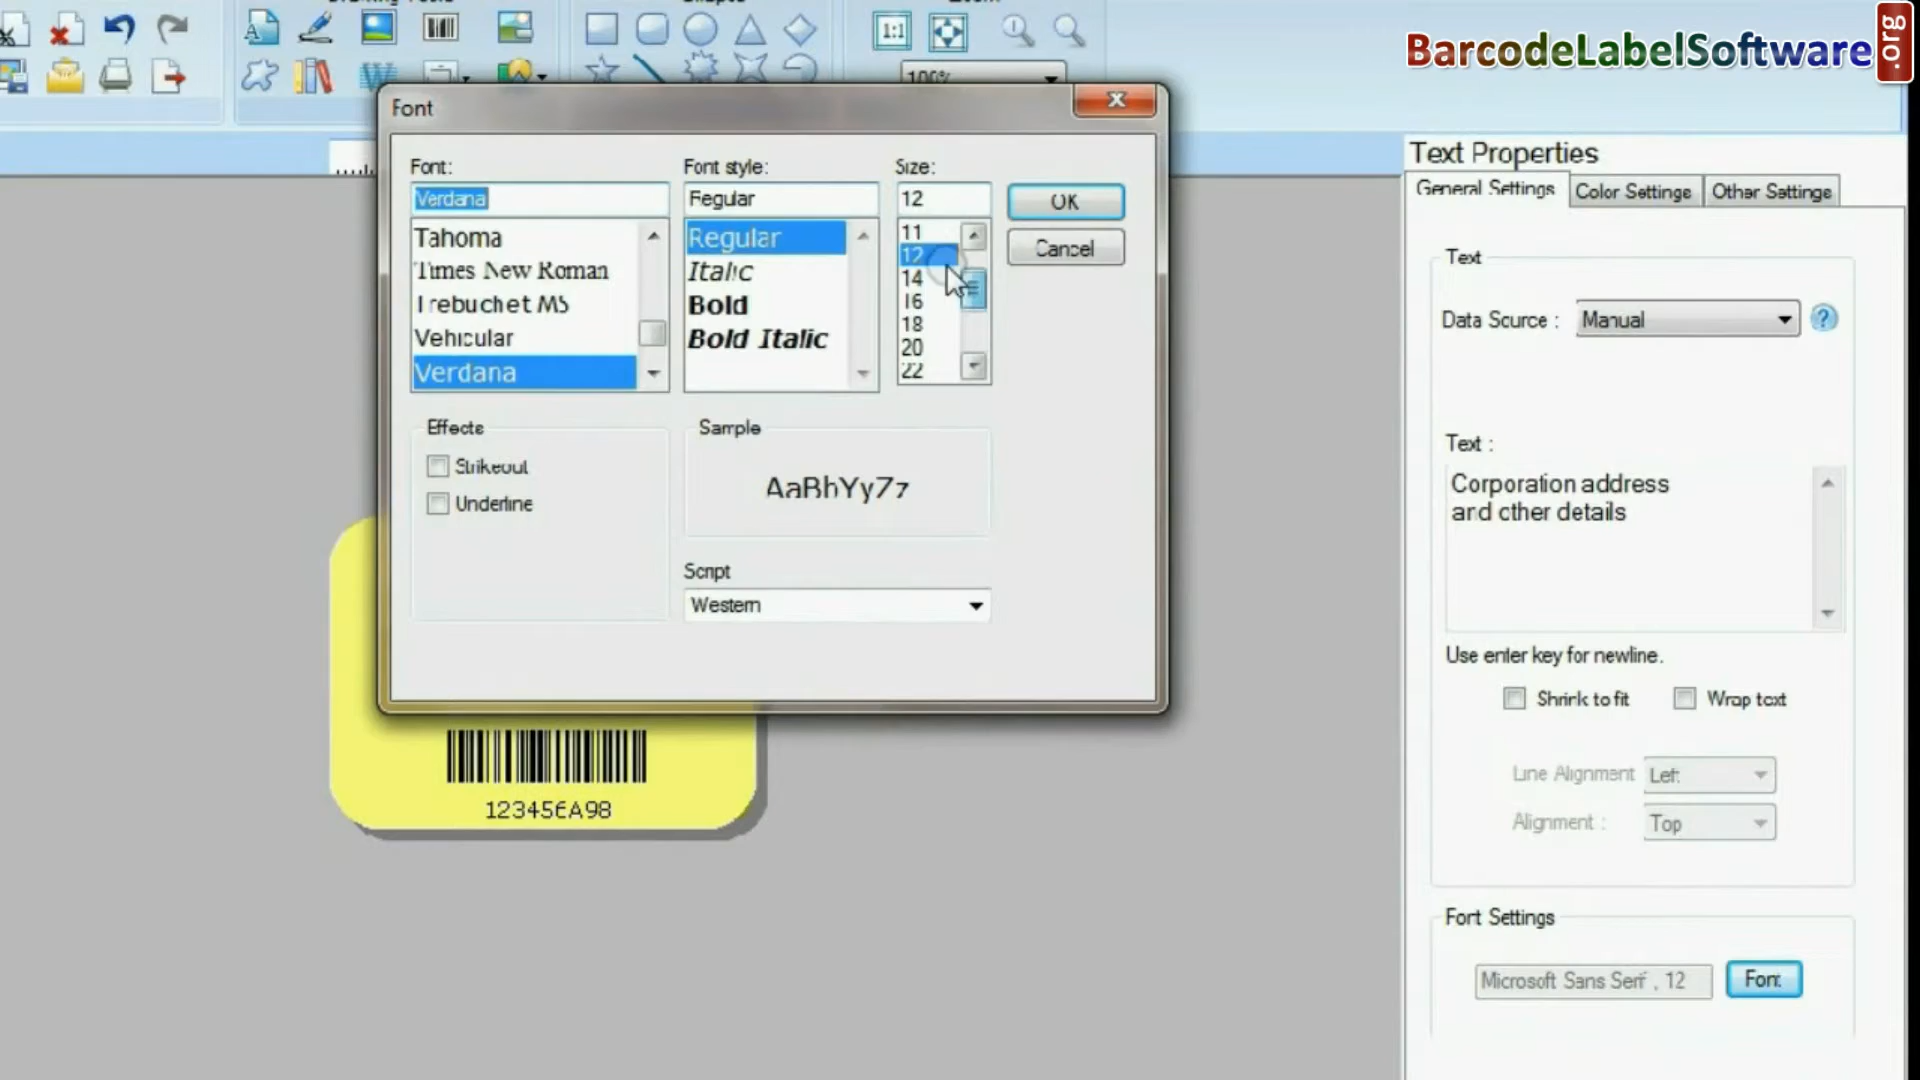 BarcodeLabelSoftware.org
1:1
100%
Font
Font:
Font style:
Size:
Verdana
Regular
12
OK
Cancel
Tahoma
Times New Roman
Trebuchet MS
Vehicular
Verdana
Regular
Italic
Bold
Bold Italic
11
12
14
16
18
20
22
Effects
Strikeout
Underline
Sample
AaBbYyZz
Script
Western
123456A98
Text Properties
General Settings
Color Settings
Other Settings
Text
Data Source :
Manual
?
Text :
Corporation address
and other details
Use enter key for newline.
Shrink to fit
Wrap text
Line Alignment
Left
Alignment :
Top
Font Settings
Microsoft Sans Serif , 12
Font